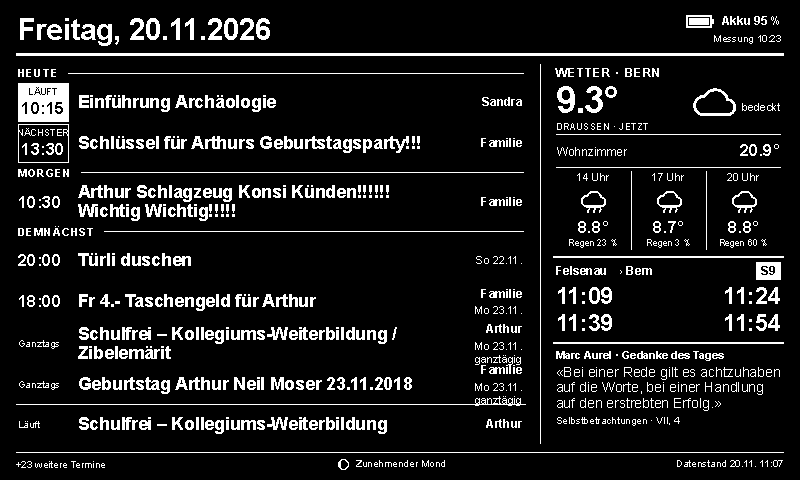 Freitag, 20.11.2026
Akku 95 %
Messung 10:23
HEUTE
LÄUFT
10:15 Einführung Archäologie Sandra
NÄCHSTER
13:30 Schlüssel für Arthurs Geburtstagsparty!!! Familie
MORGEN
10:30 Arthur Schlagzeug Konsi Künden!!!!!! Familie
Wichtig Wichtig!!!!!
DEMNÄCHST
20:00 Türli duschen So 22.11.
18:00 Fr 4.- Taschengeld für Arthur Familie
Mo 23.11.
Ganztags Schulfrei – Kollegiums-Weiterbildung / Arthur
Zibelemärit Mo 23.11.
ganztägig
Ganztags Geburtstag Arthur Neil Moser 23.11.2018 Familie
Mo 23.11.
ganztägig
Läuft Schulfrei – Kollegiums-Weiterbildung Arthur
WETTER · BERN
9.3° bedeckt
DRAUSSEN · JETZT
Wohnzimmer 20.9°
14 Uhr 17 Uhr 20 Uhr
8.8° 8.7° 8.8°
Regen 23 % Regen 3 % Regen 60 %
Felsenau › Bern S9
11:09 11:24
11:39 11:54
Marc Aurel · Gedanke des Tages
«Bei einer Rede gilt es achtzuhaben
auf die Worte, bei einer Handlung
auf den erstrebten Erfolg.»
Selbstbetrachtungen · VII, 4
+23 weitere Termine
Zunehmender Mond
Datenstand 20.11. 11:07